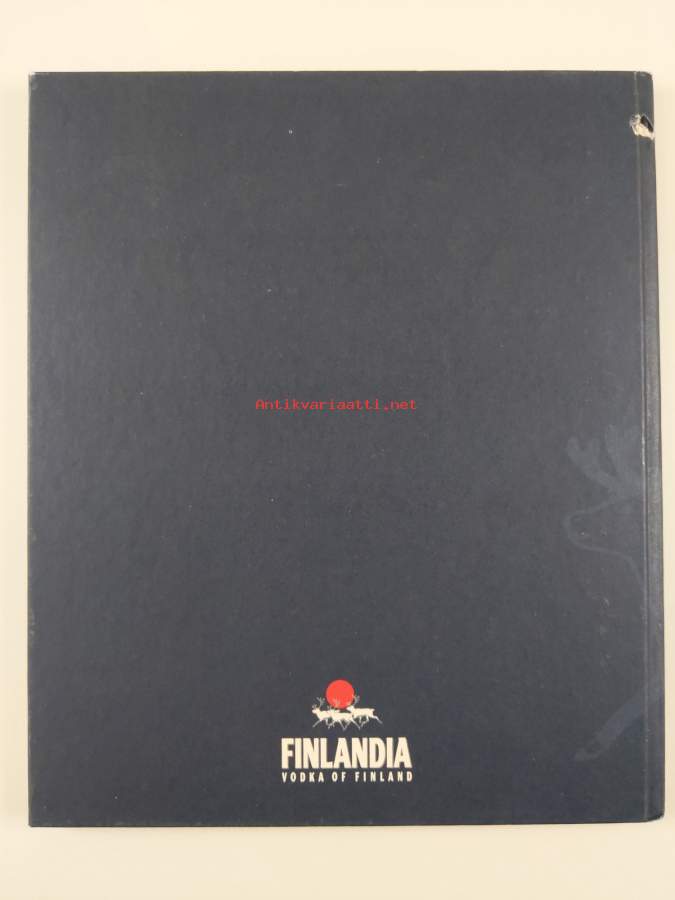 Antikvariaatti.net
FINLANDIA
VODKA OF FINLAND